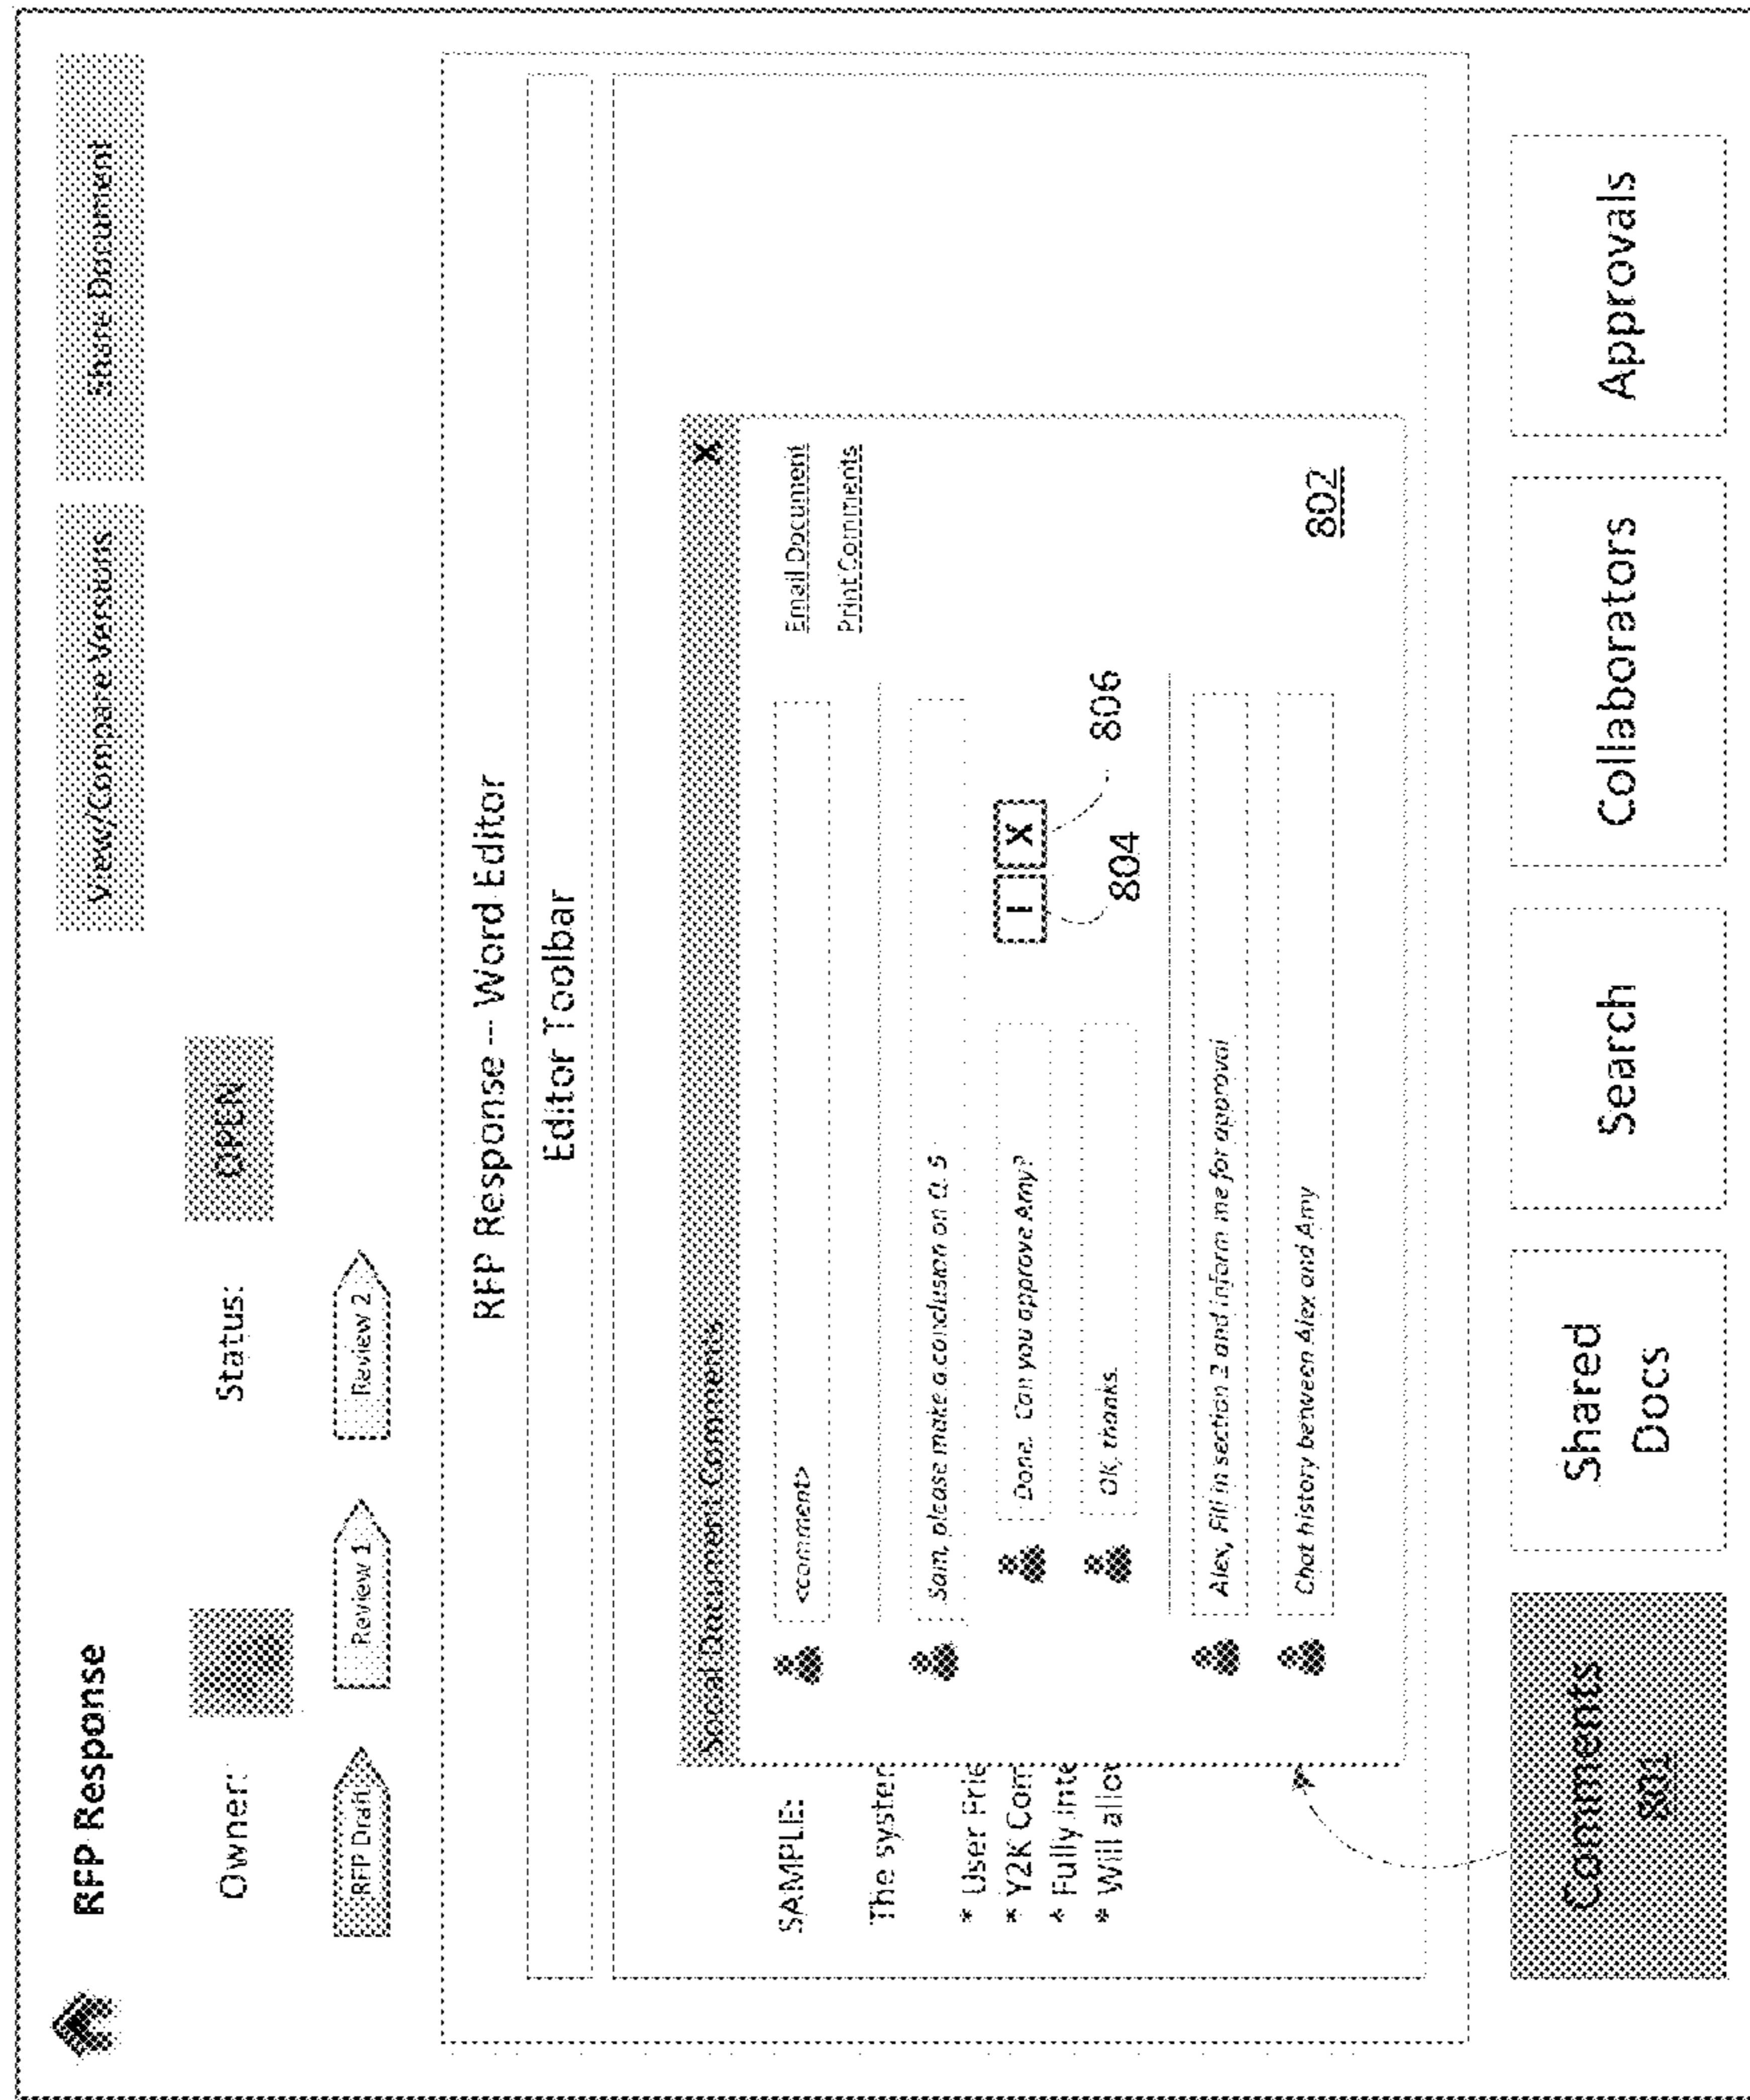 RFP Response
View/Compare Versions
Share Document
Owner:
Status:
OPEN
RFP Draft
Review 1
Review 2
RFP Response -- Word Editor
Editor Toolbar
SAMPLE:
The system
* User Frie
* Y2K Com
* Fully inte
* Will allow
Social Document Comments
X
<comment>
Email Document
Print Comments
Sam, please make a conclusion on Q. 5
Done. Can you approve Amy?
! X
OK, thanks.
804
806
Alex, Fill in section 2 and inform me for approval
Chat history between Alex and Amy
802
Comments
801
Shared
Docs
Search
Collaborators
Approvals